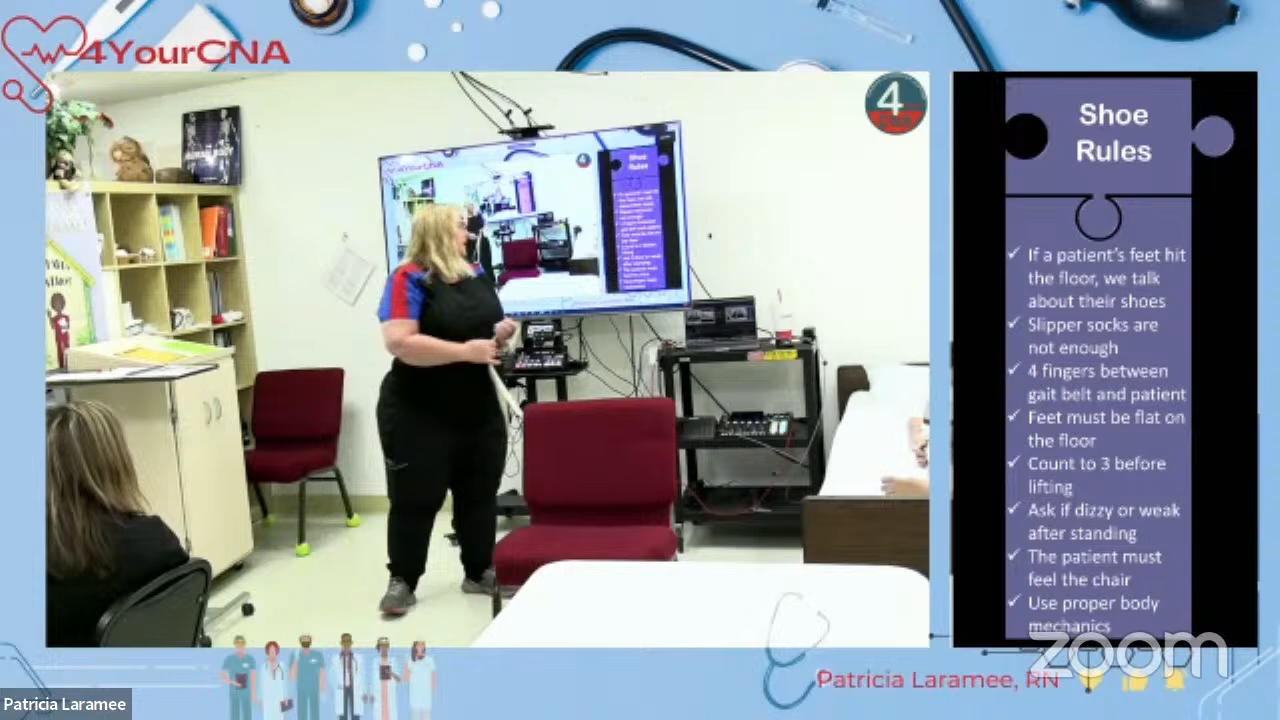 4YourCNA
4
Shoe
Rules
✓ If a patient's feet hit
the floor, we talk
about their shoes
✓ Slipper socks are
not enough
✓ 4 fingers between
gait belt and patient
✓ Feet must be flat on
the floor
✓ Count to 3 before
lifting
✓ Ask if dizzy or weak
after standing
✓ The patient must
feel the chair
✓ Use proper body
mechanics
zoom
Patricia Laramee, RN
Patricia Laramee
Shoe
Rules